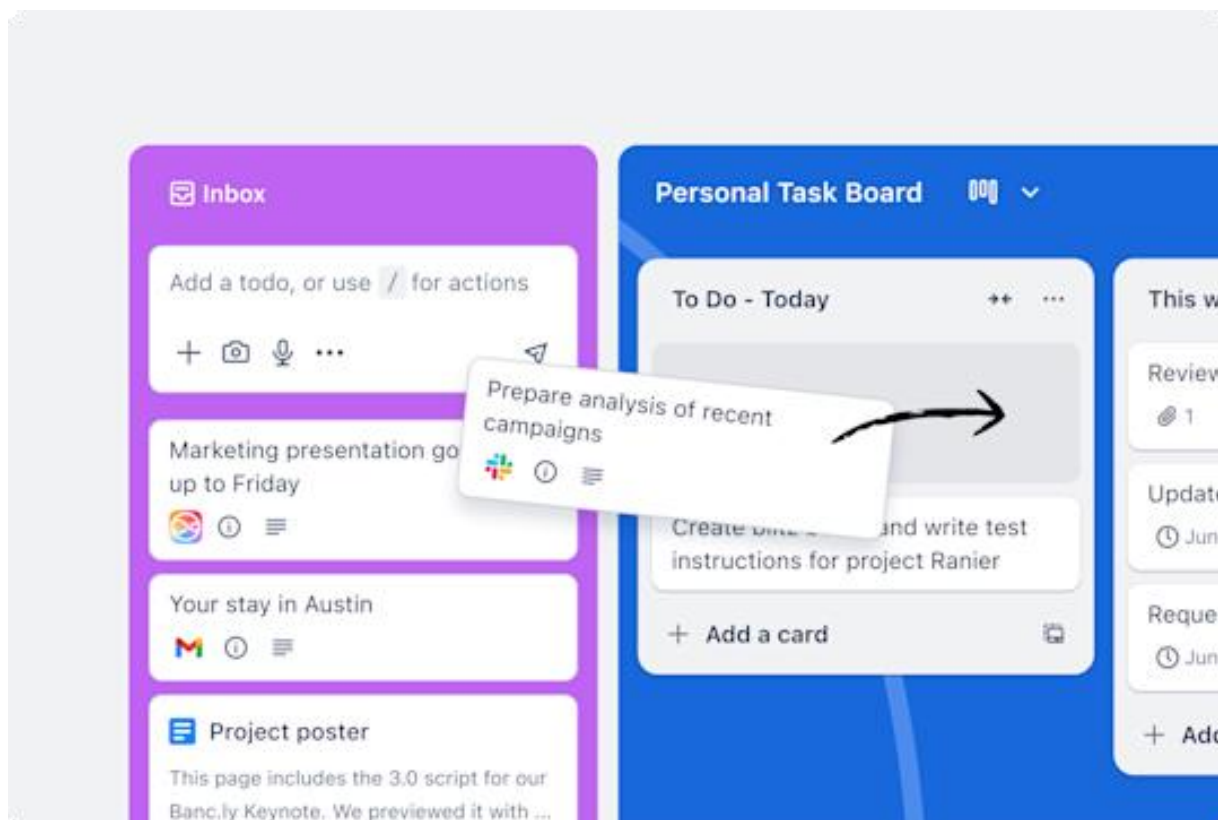 Inbox
Add a todo, or use / for actions
Marketing presentation go
up to Friday
Your stay in Austin
Project poster
This page includes the 3.0 script for our
Banc.ly Keynote. We previewed it with ...
Prepare analysis of recent
campaigns
Personal Task Board
To Do - Today
and write test
instructions for project Ranier
+ Add a card
This w
Review
1
Update
Jun
Reque
Jun
+ Add